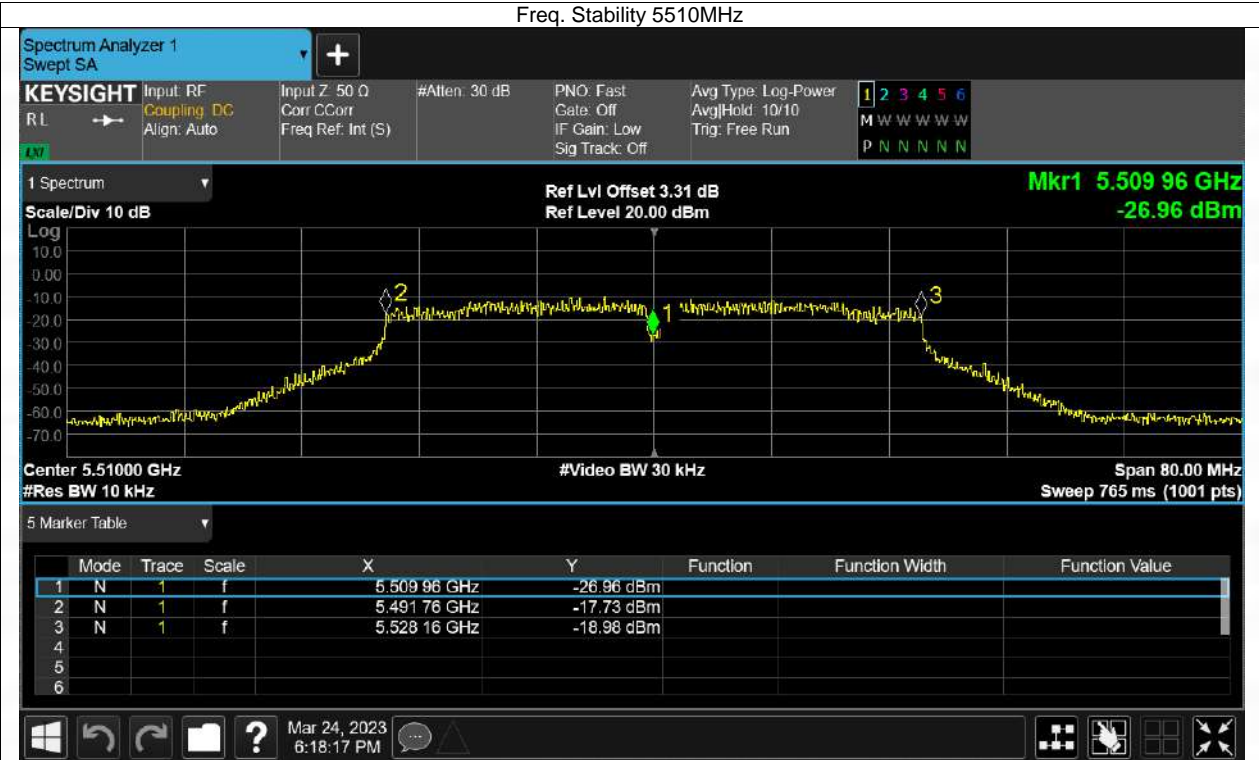 Freq. Stability 5510MHz
Spectrum Analyzer 1
Swept SA
+
KEYSIGHT
RL
LXI
Input: RF
Coupling: DC
Align: Auto
Input Z: 50 Ω
Corr CCorr
Freq Ref: Int (S)
#Atten: 30 dB
PNO: Fast
Gate: Off
IF Gain: Low
Sig Track: Off
Avg Type: Log-Power
Avg|Hold: 10/10
Trig: Free Run
1 2 3 4 5 6
M W W W W W
P N N N N N
1 Spectrum
Scale/Div 10 dB
Ref Lvl Offset 3.31 dB
Ref Level 20.00 dBm
Mkr1 5.509 96 GHz
-26.96 dBm
Log
10.0
0.00
-10.0
-20.0
-30.0
-40.0
-50.0
-60.0
-70.0
2
1
3
Center 5.51000 GHz
#Video BW 30 kHz
Span 80.00 MHz
#Res BW 10 kHz
Sweep 765 ms (1001 pts)
5 Marker Table
Mode Trace Scale X Y Function Function Width Function Value
1 N 1 f 5.509 96 GHz -26.96 dBm
2 N 1 f 5.491 76 GHz -17.73 dBm
3 N 1 f 5.528 16 GHz -18.98 dBm
4
5
6
?
Mar 24, 2023
6:18:17 PM